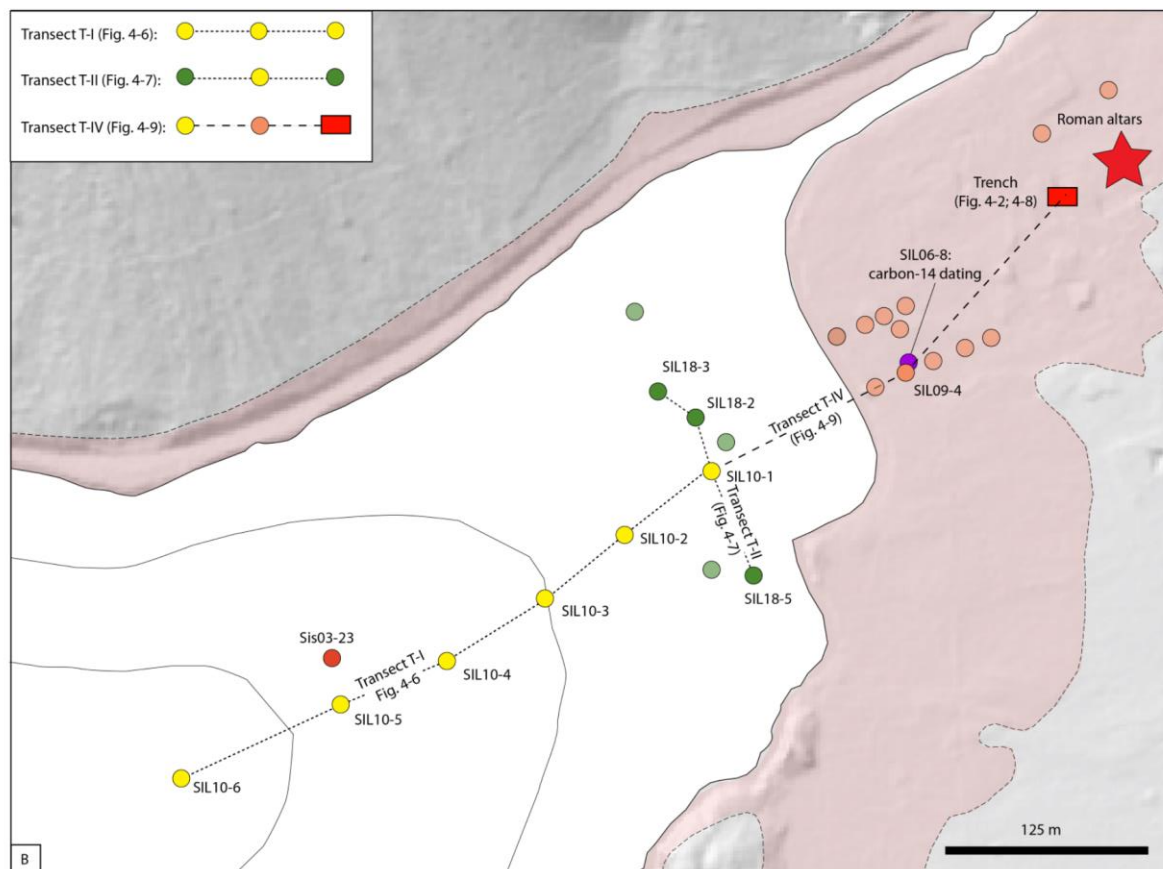 Transect T-I (Fig. 4-6):
Transect T-II (Fig. 4-7):
Transect T-IV (Fig. 4-9):
Roman altars
Trench
(Fig. 4-2; 4-8)
SIL06-8:
carbon-14 dating
SIL18-3
SIL18-2
SIL09-4
Transect T-IV
(Fig. 4-9)
SIL10-1
Transect T-II
(Fig. 4-7)
SIL10-2
SIL18-5
SIL10-3
Sis03-23
Transect T-I
Fig. 4-6
SIL10-4
SIL10-5
SIL10-6
125 m
B